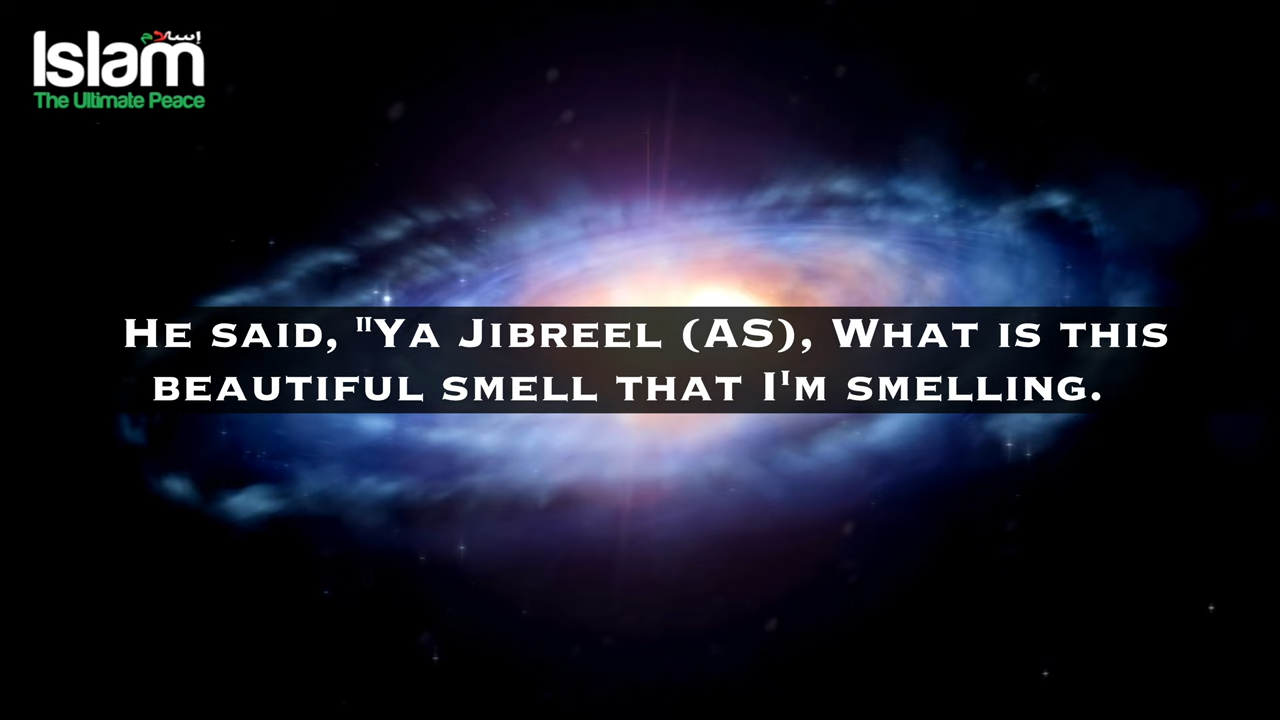 إسلام
Islam
The Ultimate Peace
He said, "Ya Jibreel (AS), What is this
beautiful smell that I'm smelling.